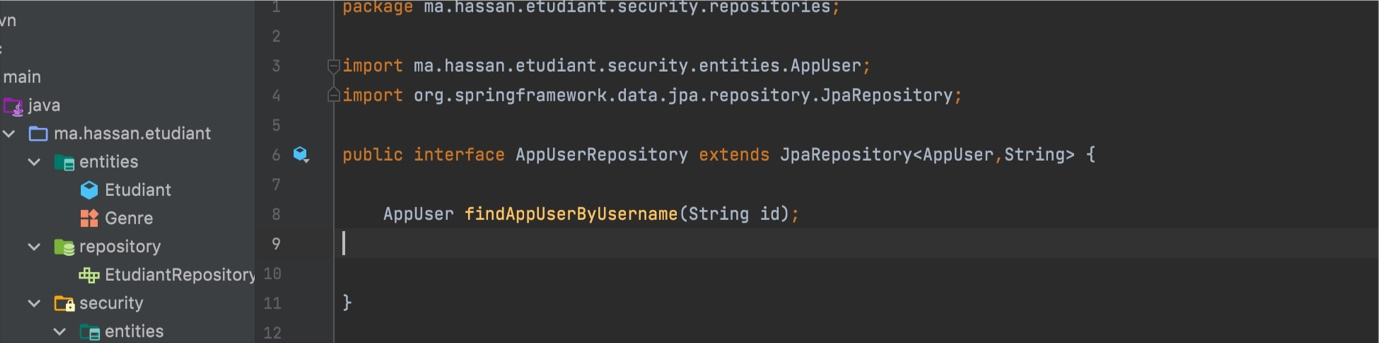 vn
main
java
ma.hassan.etudiant
entities
Etudiant
Genre
repository
EtudiantRepository
security
entities
1 package ma.hassan.etudiant.security.repositories;
2
3 import ma.hassan.etudiant.security.entities.AppUser;
4 import org.springframework.data.jpa.repository.JpaRepository;
5
6 public interface AppUserRepository extends JpaRepository<AppUser,String> {
7
8 AppUser findAppUserByUsername(String id);
9
10
11 }
12